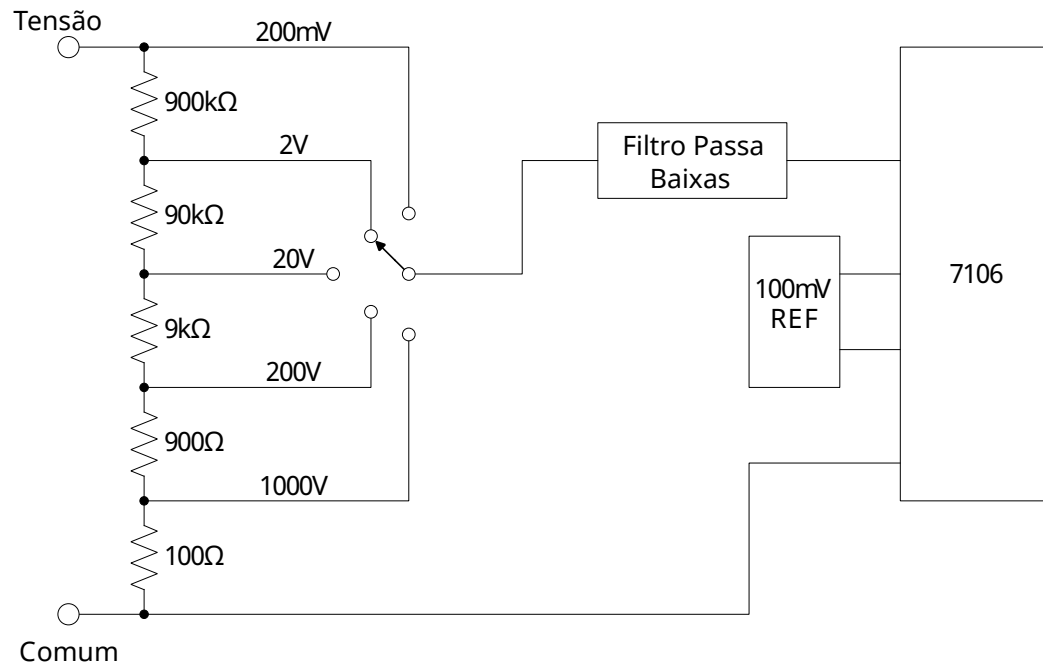 Tensão
200mV
900kΩ
2V
Filtro Passa
Baixas
90kΩ
20V
7106
100mV
REF
9kΩ
200V
900Ω
1000V
100Ω
Comum